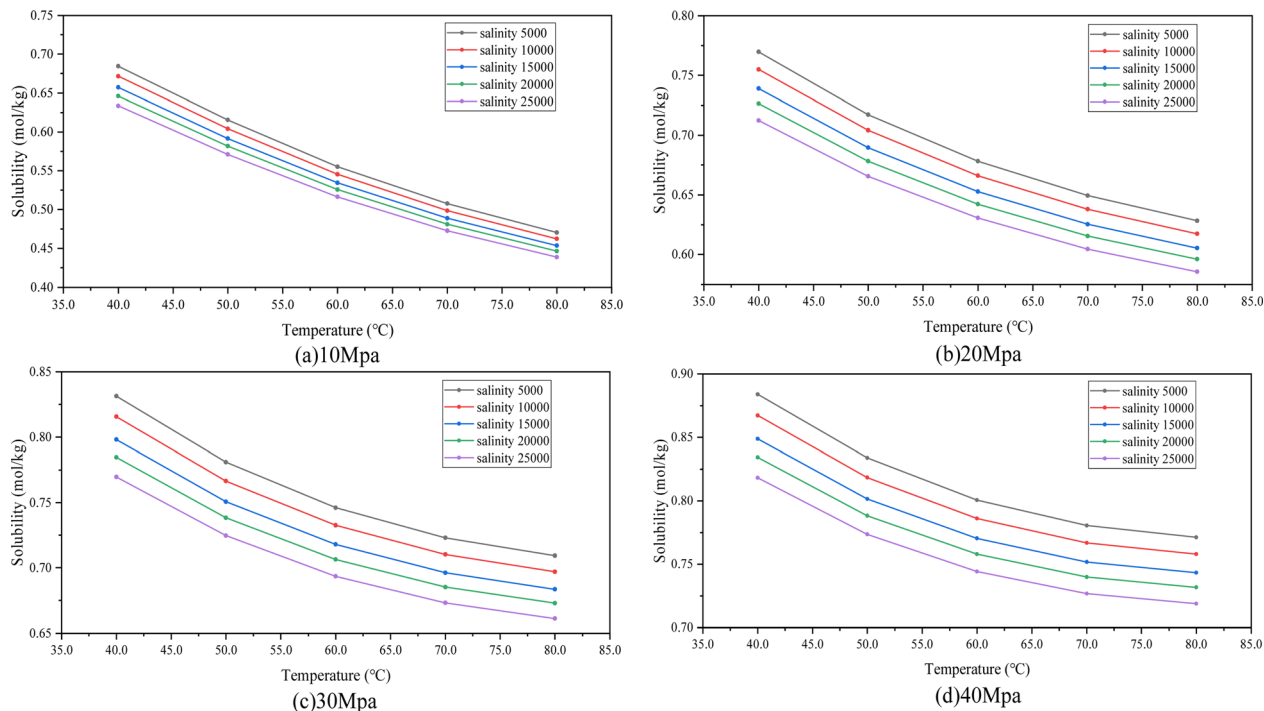 0.75
0.70
0.65
0.60
0.55
0.50
0.45
0.40
Solubility (mol/kg)
salinity 5000
salinity 10000
salinity 15000
salinity 20000
salinity 25000
35.0 40.0 45.0 50.0 55.0 60.0 65.0 70.0 75.0 80.0 85.0
Temperature (℃)
(a)10Mpa
0.80
0.75
0.70
0.65
0.60
Solubility (mol/kg)
salinity 5000
salinity 10000
salinity 15000
salinity 20000
salinity 25000
35.0 40.0 45.0 50.0 55.0 60.0 65.0 70.0 75.0 80.0 85.0
Temperature (℃)
(b)20Mpa
0.85
0.80
0.75
0.70
0.65
Solubility (mol/kg)
salinity 5000
salinity 10000
salinity 15000
salinity 20000
salinity 25000
35.0 40.0 45.0 50.0 55.0 60.0 65.0 70.0 75.0 80.0 85.0
Temperature (℃)
(c)30Mpa
0.90
0.85
0.80
0.75
0.70
Solubility (mol/kg)
salinity 5000
salinity 10000
salinity 15000
salinity 20000
salinity 25000
35.0 40.0 45.0 50.0 55.0 60.0 65.0 70.0 75.0 80.0 85.0
Temperature (℃)
(d)40Mpa